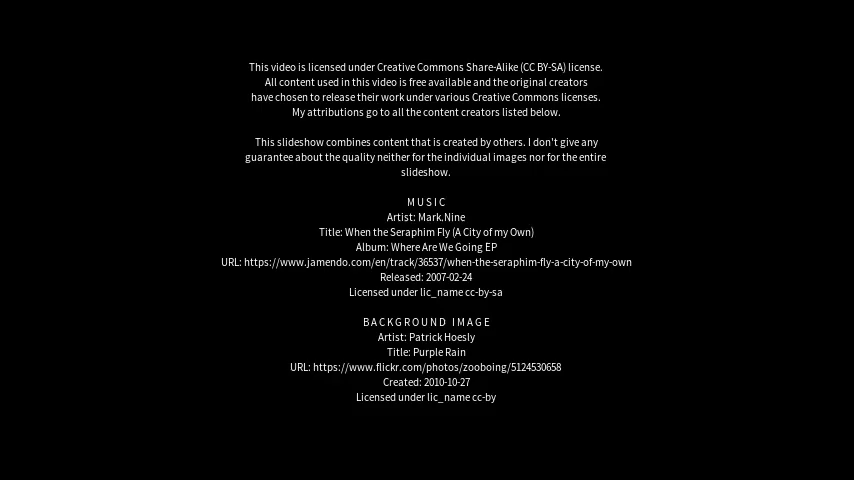 This video is licensed under Creative Commons Share-Alike (CC BY-SA) license.
All content used in this video is free available and the original creators
have chosen to release their work under various Creative Commons licenses.
My attributions go to all the content creators listed below.
This slideshow combines content that is created by others. I don't give any
guarantee about the quality neither for the individual images nor for the entire
slideshow.
M U S I C
Artist: Mark.Nine
Title: When the Seraphim Fly (A City of my Own)
Album: Where Are We Going EP
URL: https://www.jamendo.com/en/track/36537/when-the-seraphim-fly-a-city-of-my-own
Released: 2007-02-24
Licensed under lic_name cc-by-sa
B A C K G R O U N D   I M A G E
Artist: Patrick Hoesly
Title: Purple Rain
URL: https://www.flickr.com/photos/zooboing/5124530658
Created: 2010-10-27
Licensed under lic_name cc-by